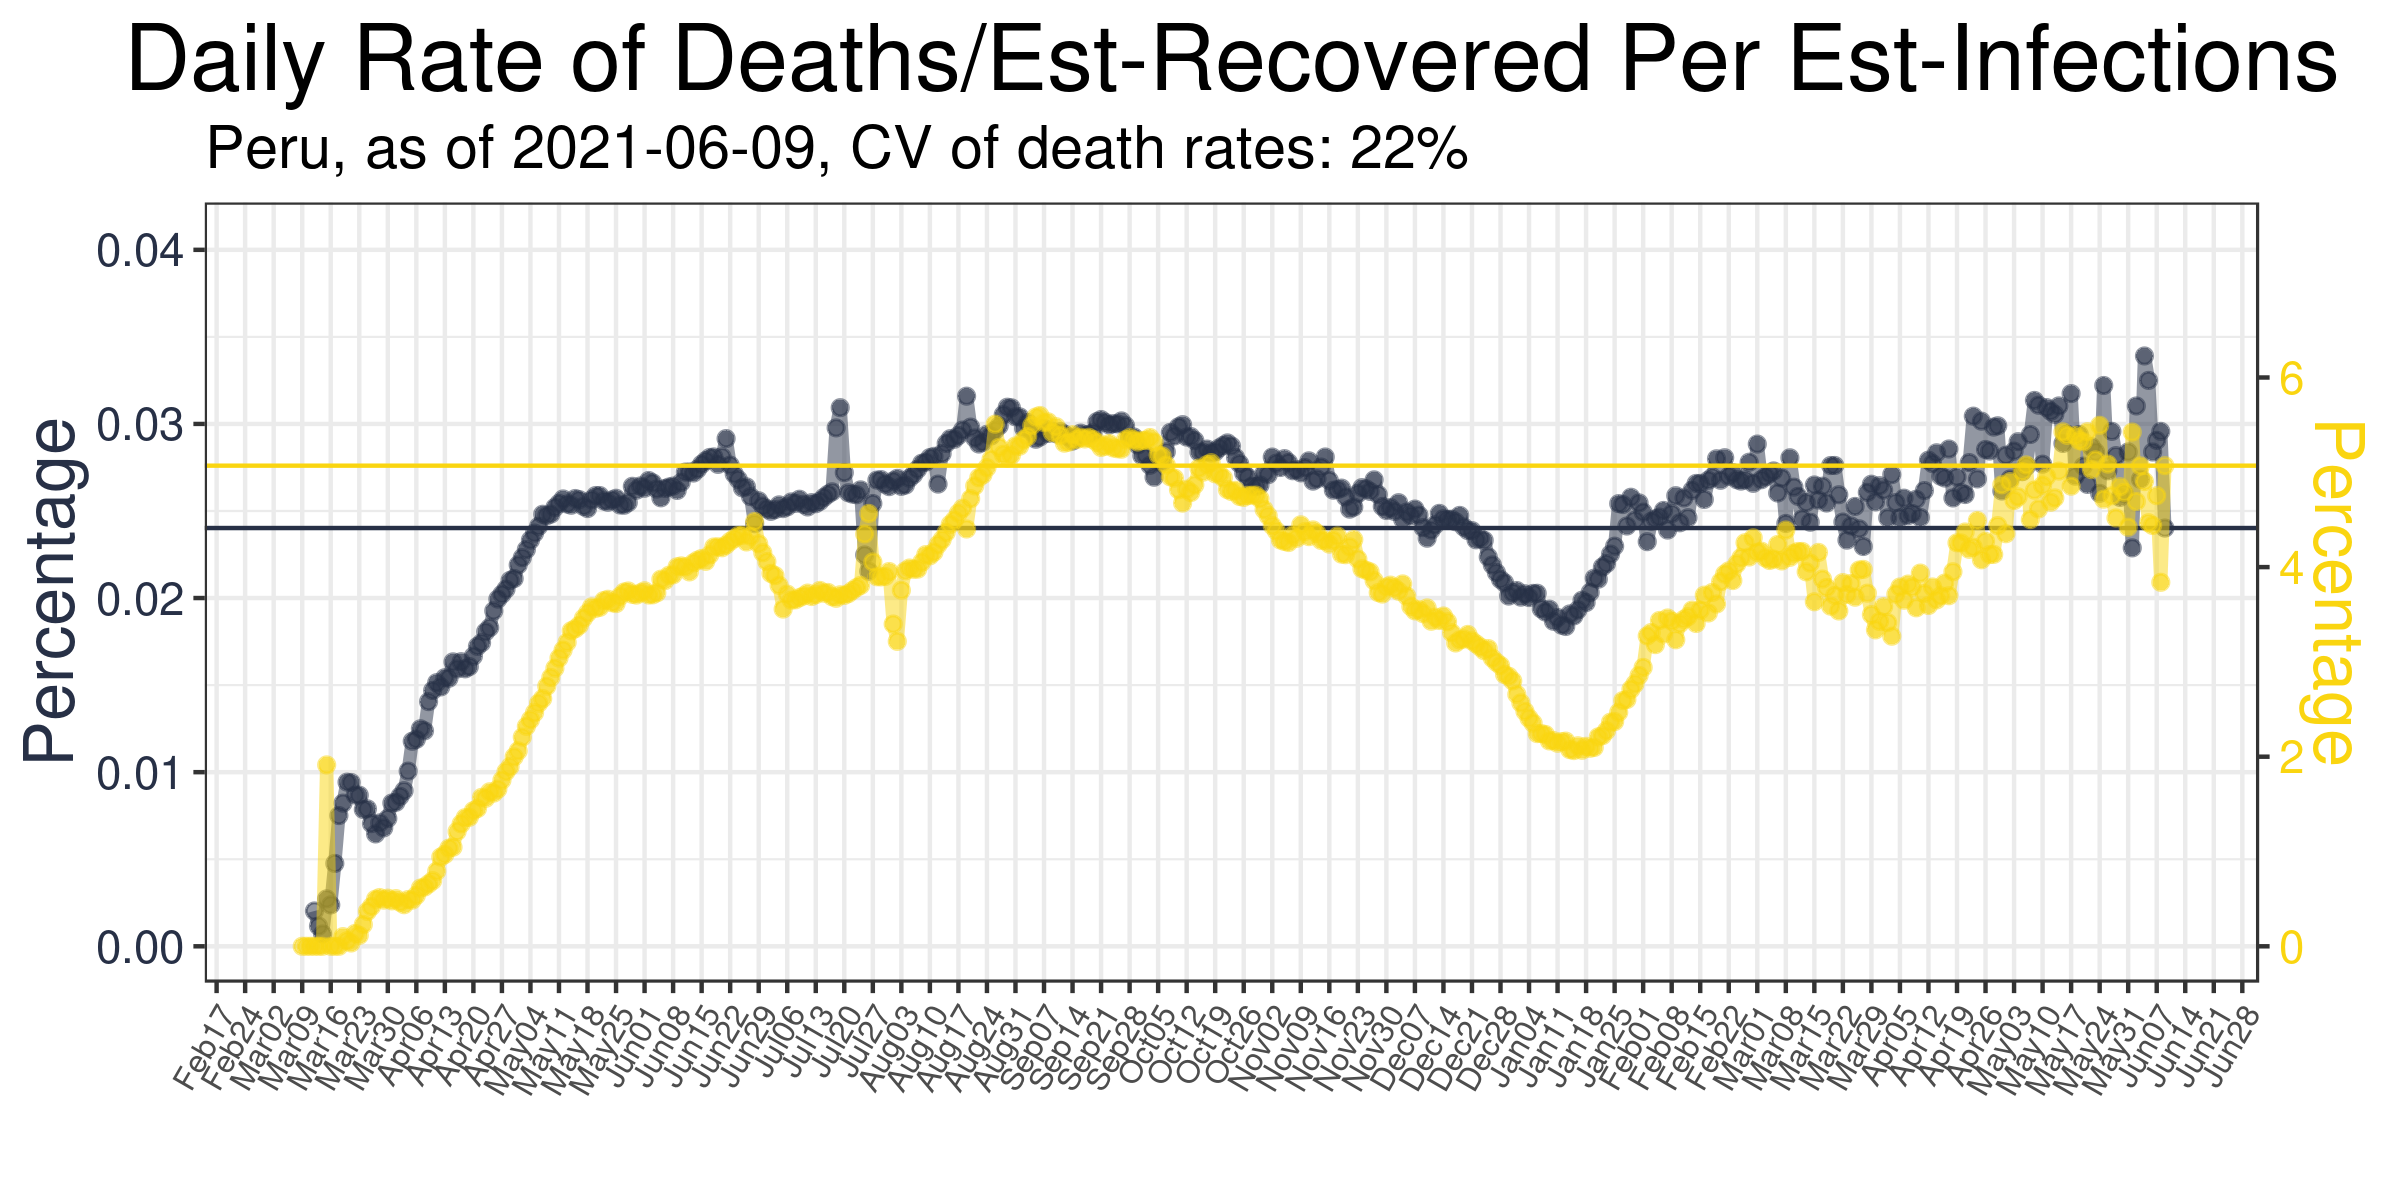 Daily Rate of Deaths/Est-Recovered Per Est-Infections
Peru, as of 2021-06-09, CV of death rates: 22%
Percentage
0.04
0.03
0.02
0.01
0.00
6
4
2
0
Percentage
Feb17
Feb24
Mar02
Mar09
Mar16
Mar23
Mar30
Apr06
Apr13
Apr20
Apr27
May04
May11
May18
May25
Jun01
Jun08
Jun15
Jun22
Jun29
Jul06
Jul13
Jul20
Jul27
Aug03
Aug10
Aug17
Aug24
Aug31
Sep07
Sep14
Sep21
Sep28
Oct05
Oct12
Oct19
Oct26
Nov02
Nov09
Nov16
Nov23
Nov30
Dec07
Dec14
Dec21
Dec28
Jan04
Jan11
Jan18
Jan25
Feb01
Feb08
Feb15
Feb22
Mar01
Mar08
Mar15
Mar22
Mar29
Apr05
Apr12
Apr19
Apr26
May03
May10
May17
May24
May31
Jun07
Jun14
Jun21
Jun28